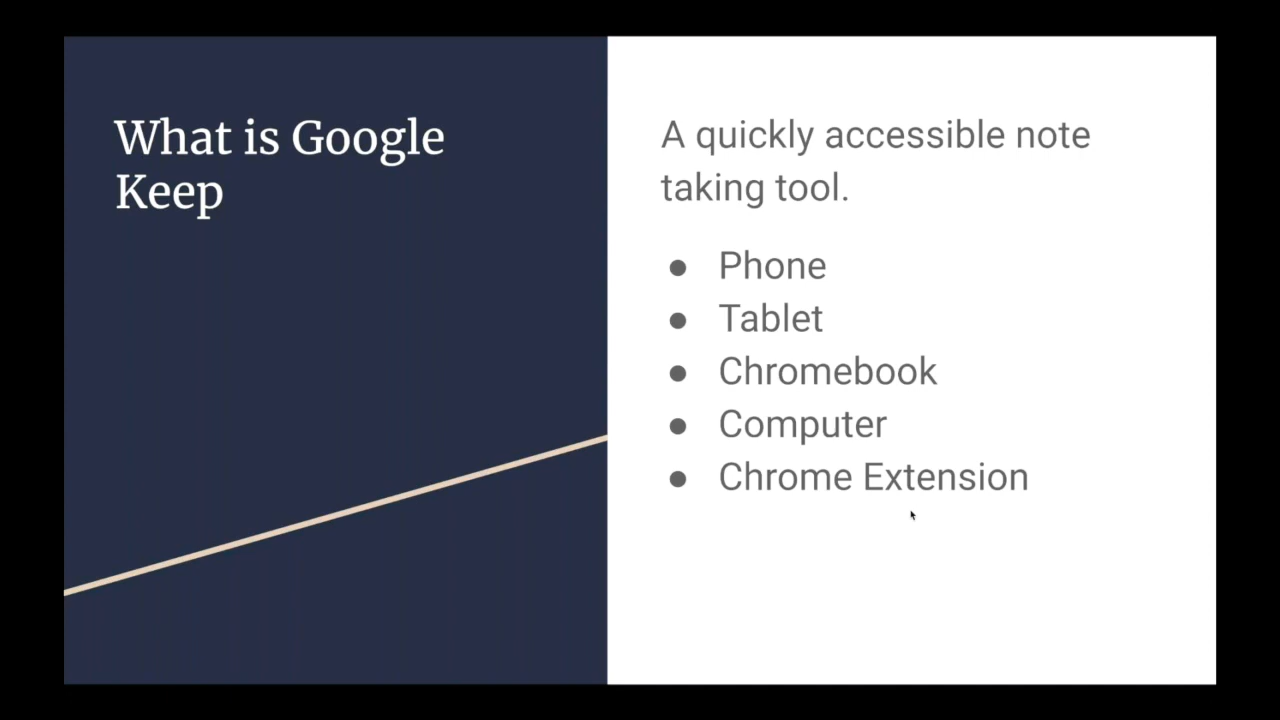 What is Google
Keep
A quickly accessible note
taking tool.
● Phone
● Tablet
● Chromebook
● Computer
● Chrome Extension